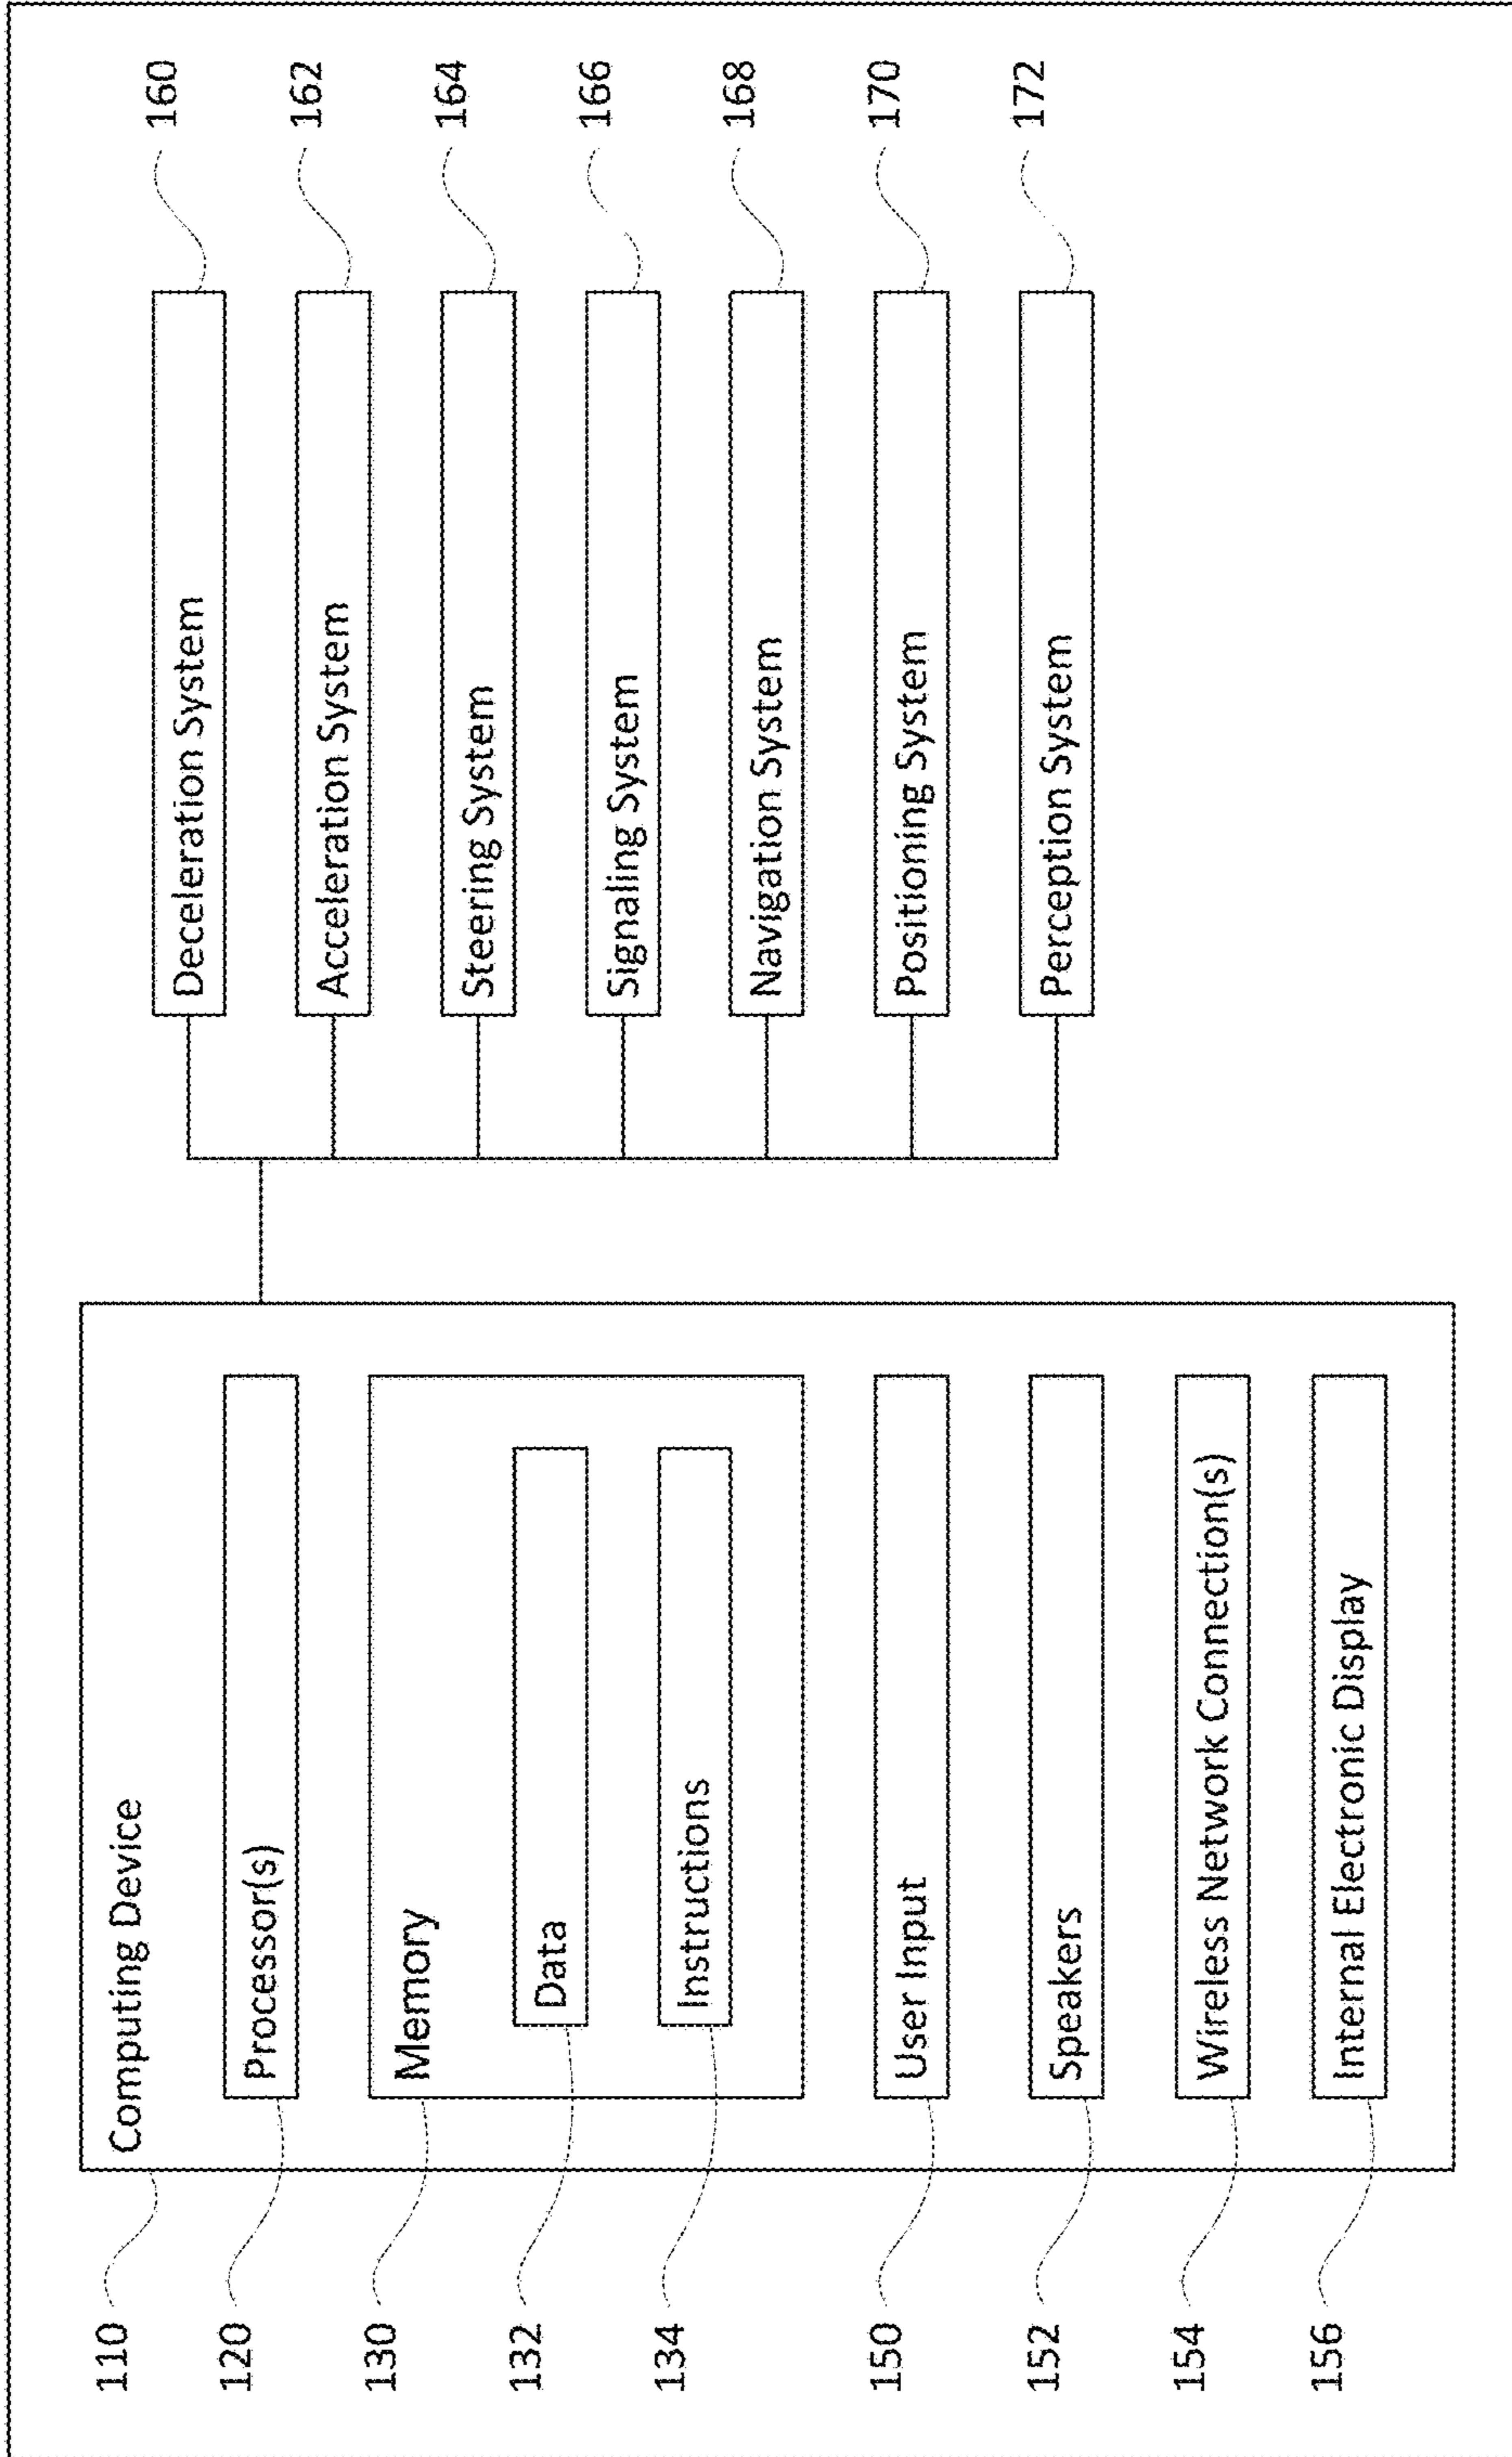 110
Computing Device
120
Processor(s)
130
Memory
132
Data
134
Instructions
150
User Input
152
Speakers
154
Wireless Network Connection(s)
156
Internal Electronic Display
Deceleration System
160
Acceleration System
162
Steering System
164
Signaling System
166
Navigation System
168
Positioning System
170
Perception System
172